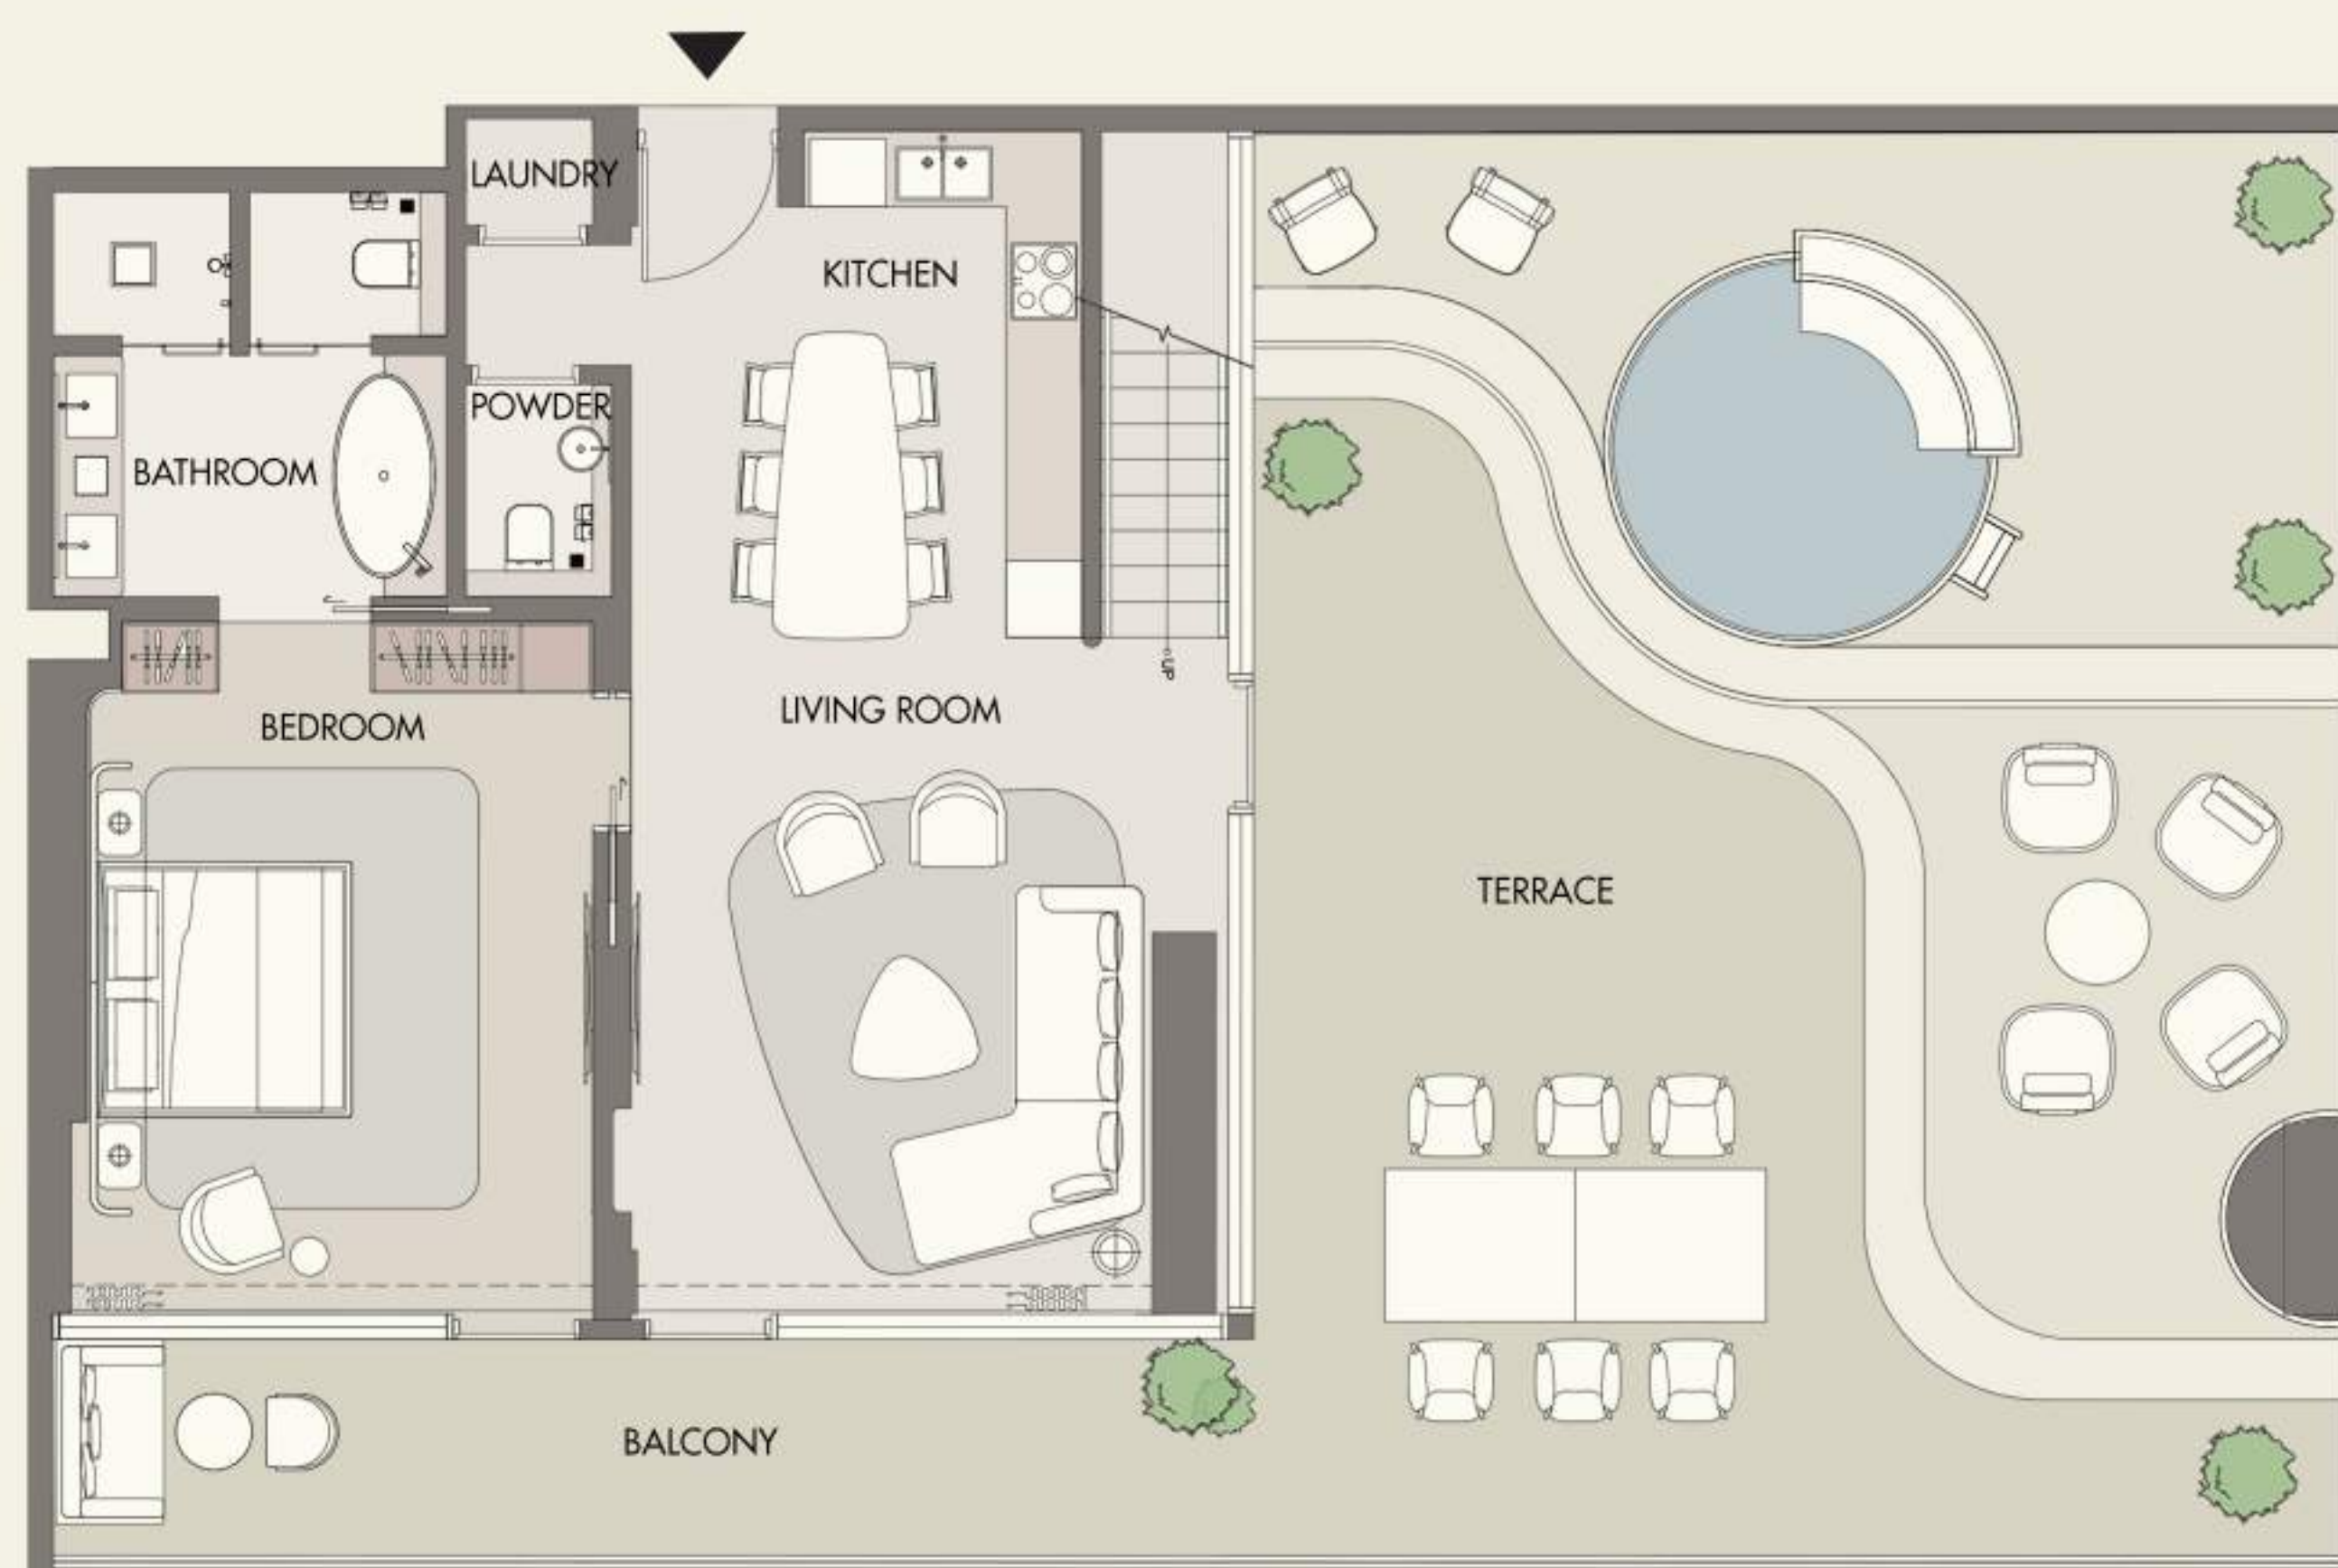 LAUNDRY
KITCHEN
POWDER
BATHROOM
UP
LIVING ROOM
BEDROOM
TERRACE
BALCONY